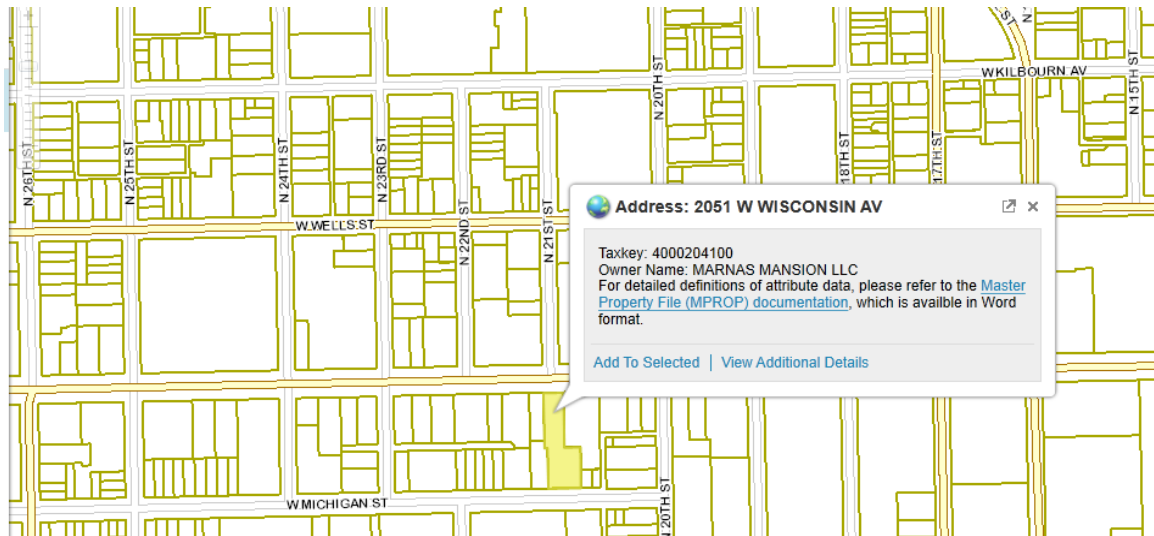 N 15TH ST
W KILBOURN AV
N 20TH ST
N 26TH ST
N 25TH ST
N 24TH ST
N 23RD ST
18TH ST
17TH ST
W WELLS ST
N 22ND ST
N 21ST ST
Address: 2051 W WISCONSIN AV
Taxkey: 4000204100
Owner Name: MARNAS MANSION LLC
For detailed definitions of attribute data, please refer to the Master
Property File (MPROP) documentation, which is availble in Word
format.
Add To Selected | View Additional Details
W MICHIGAN ST
N 20TH ST